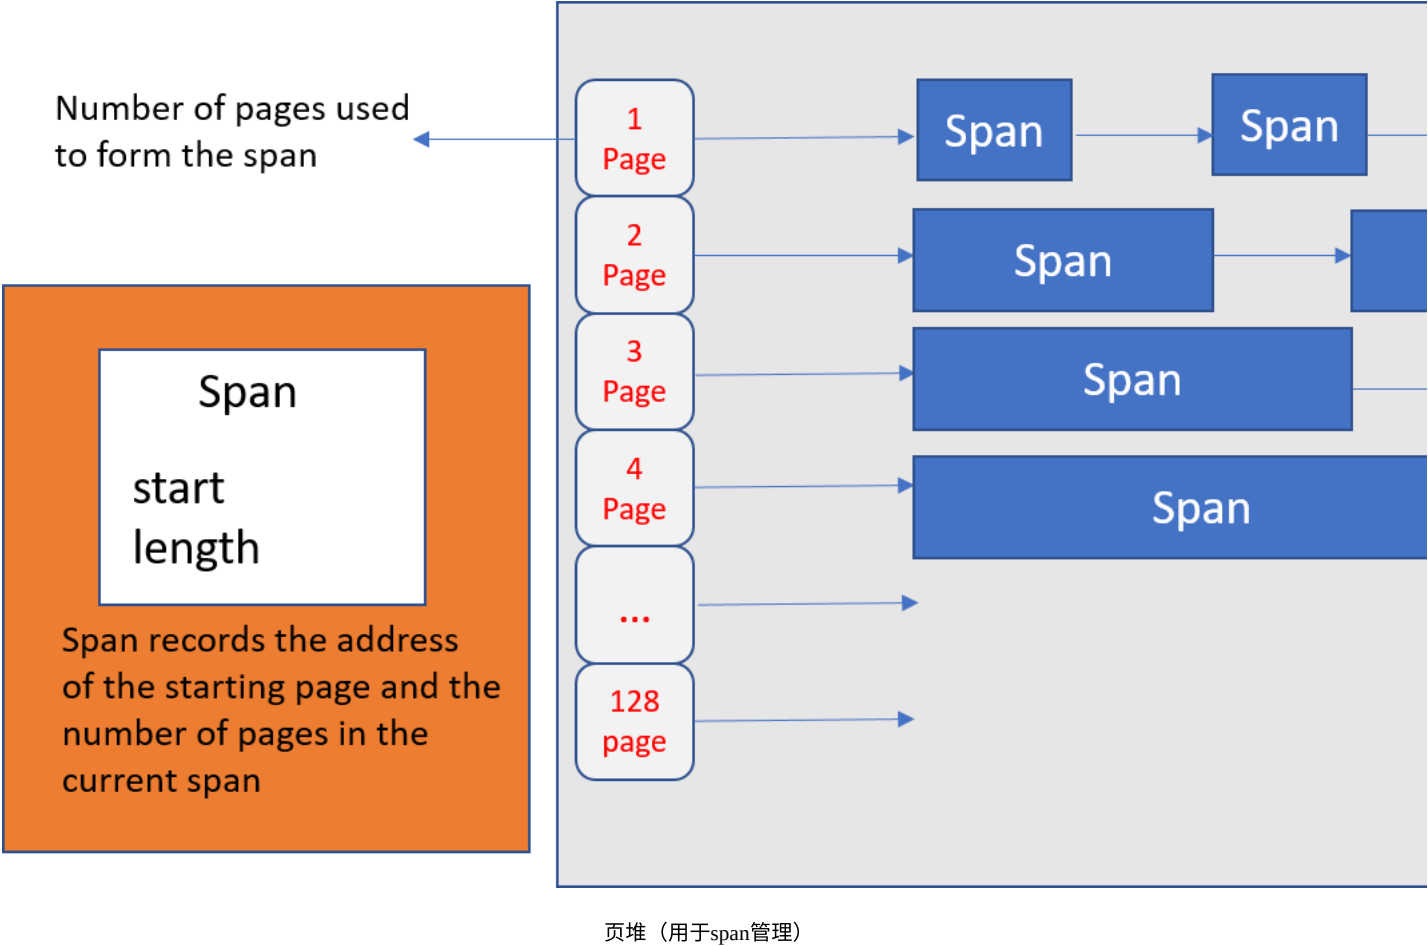 Number of pages used
to form the span
1
Page
Span
Span
2
Page
Span
3
Page
Span
4
Page
Span
...
128
page
Span
start
length
Span records the address
of the starting page and the
number of pages in the
current span
页堆（用于span管理）